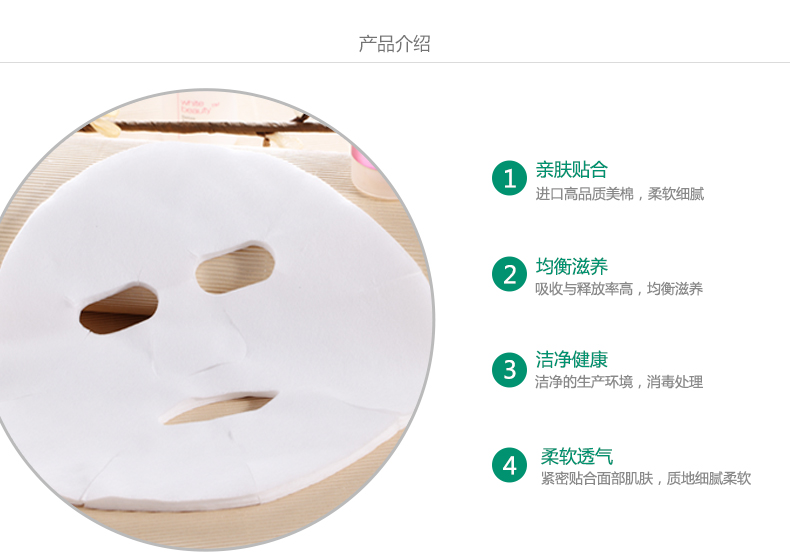 产品介绍
white
beauty
1
亲肤贴合
进口高品质美棉，柔软细腻
2
均衡滋养
吸收与释放率高，均衡滋养
3
洁净健康
洁净的生产环境，消毒处理
4
柔软透气
紧密贴合面部肌肤，质地细腻柔软